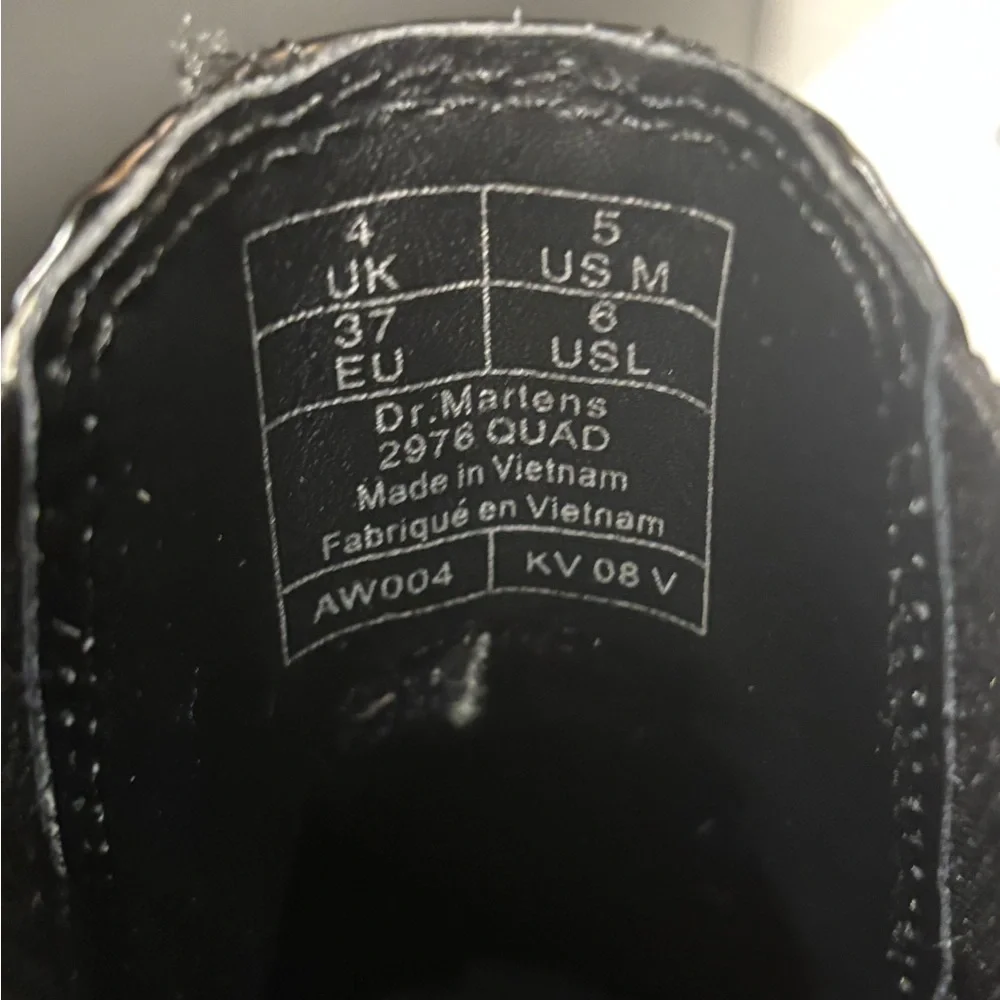 4 UK
5 US M
37 EU
6 USL
Dr. Martens
2976 QUAD
Made in Vietnam
Fabriqué en Vietnam
AW004
KV 08 V